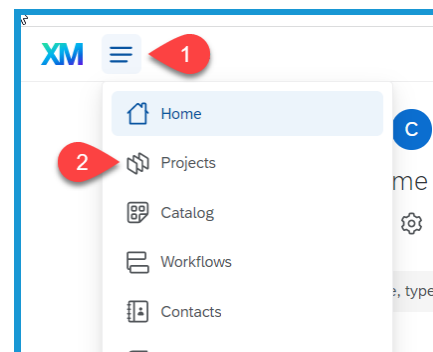 XM
1
Home
C
2
Projects
me
Catalog
Workflows
e, type
Contacts